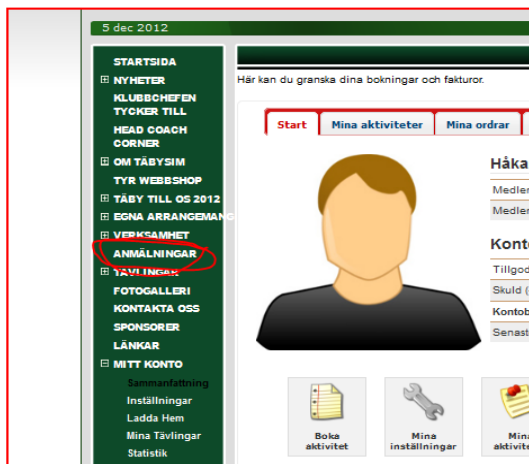 5 dec 2012
STARTSIDA
NYHETER
KLUBBCHEFEN
TYCKER TILL
HEAD COACH
CORNER
OM TÄBYSIM
TYR WEBBSHOP
TÄBY TILL OS 2012
EGNA ARRANGEMANG
VERKSAMHET
ANMÄLNINGAR
TÄVLINGAR
FOTOGALLERI
KONTAKTA OSS
SPONSORER
LÄNKAR
MITT KONTO
Sammanfattning
Inställningar
Ladda Hem
Mina Tävlingar
Statistik
Här kan du granska dina bokningar och fakturor.
Start Mina aktiviteter Mina ordrar
Håka
Medler
Medler
Konto
Tillgod
Skuld (
Kontob
Senast
Boka
aktivitet
Mina
inställningar
Mina
aktivite